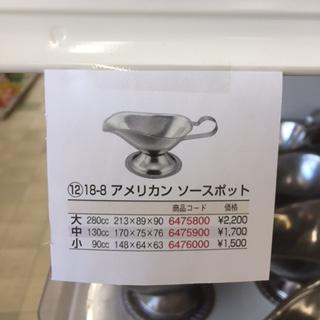 ⑫18-8 アメリカン ソースポット
商品コード 価格
大 280cc 213×89×90 6475800 ¥2,200
中 130cc 170×75×76 6475900 ¥1,700
小 90cc 148×64×63 6476000 ¥1,500